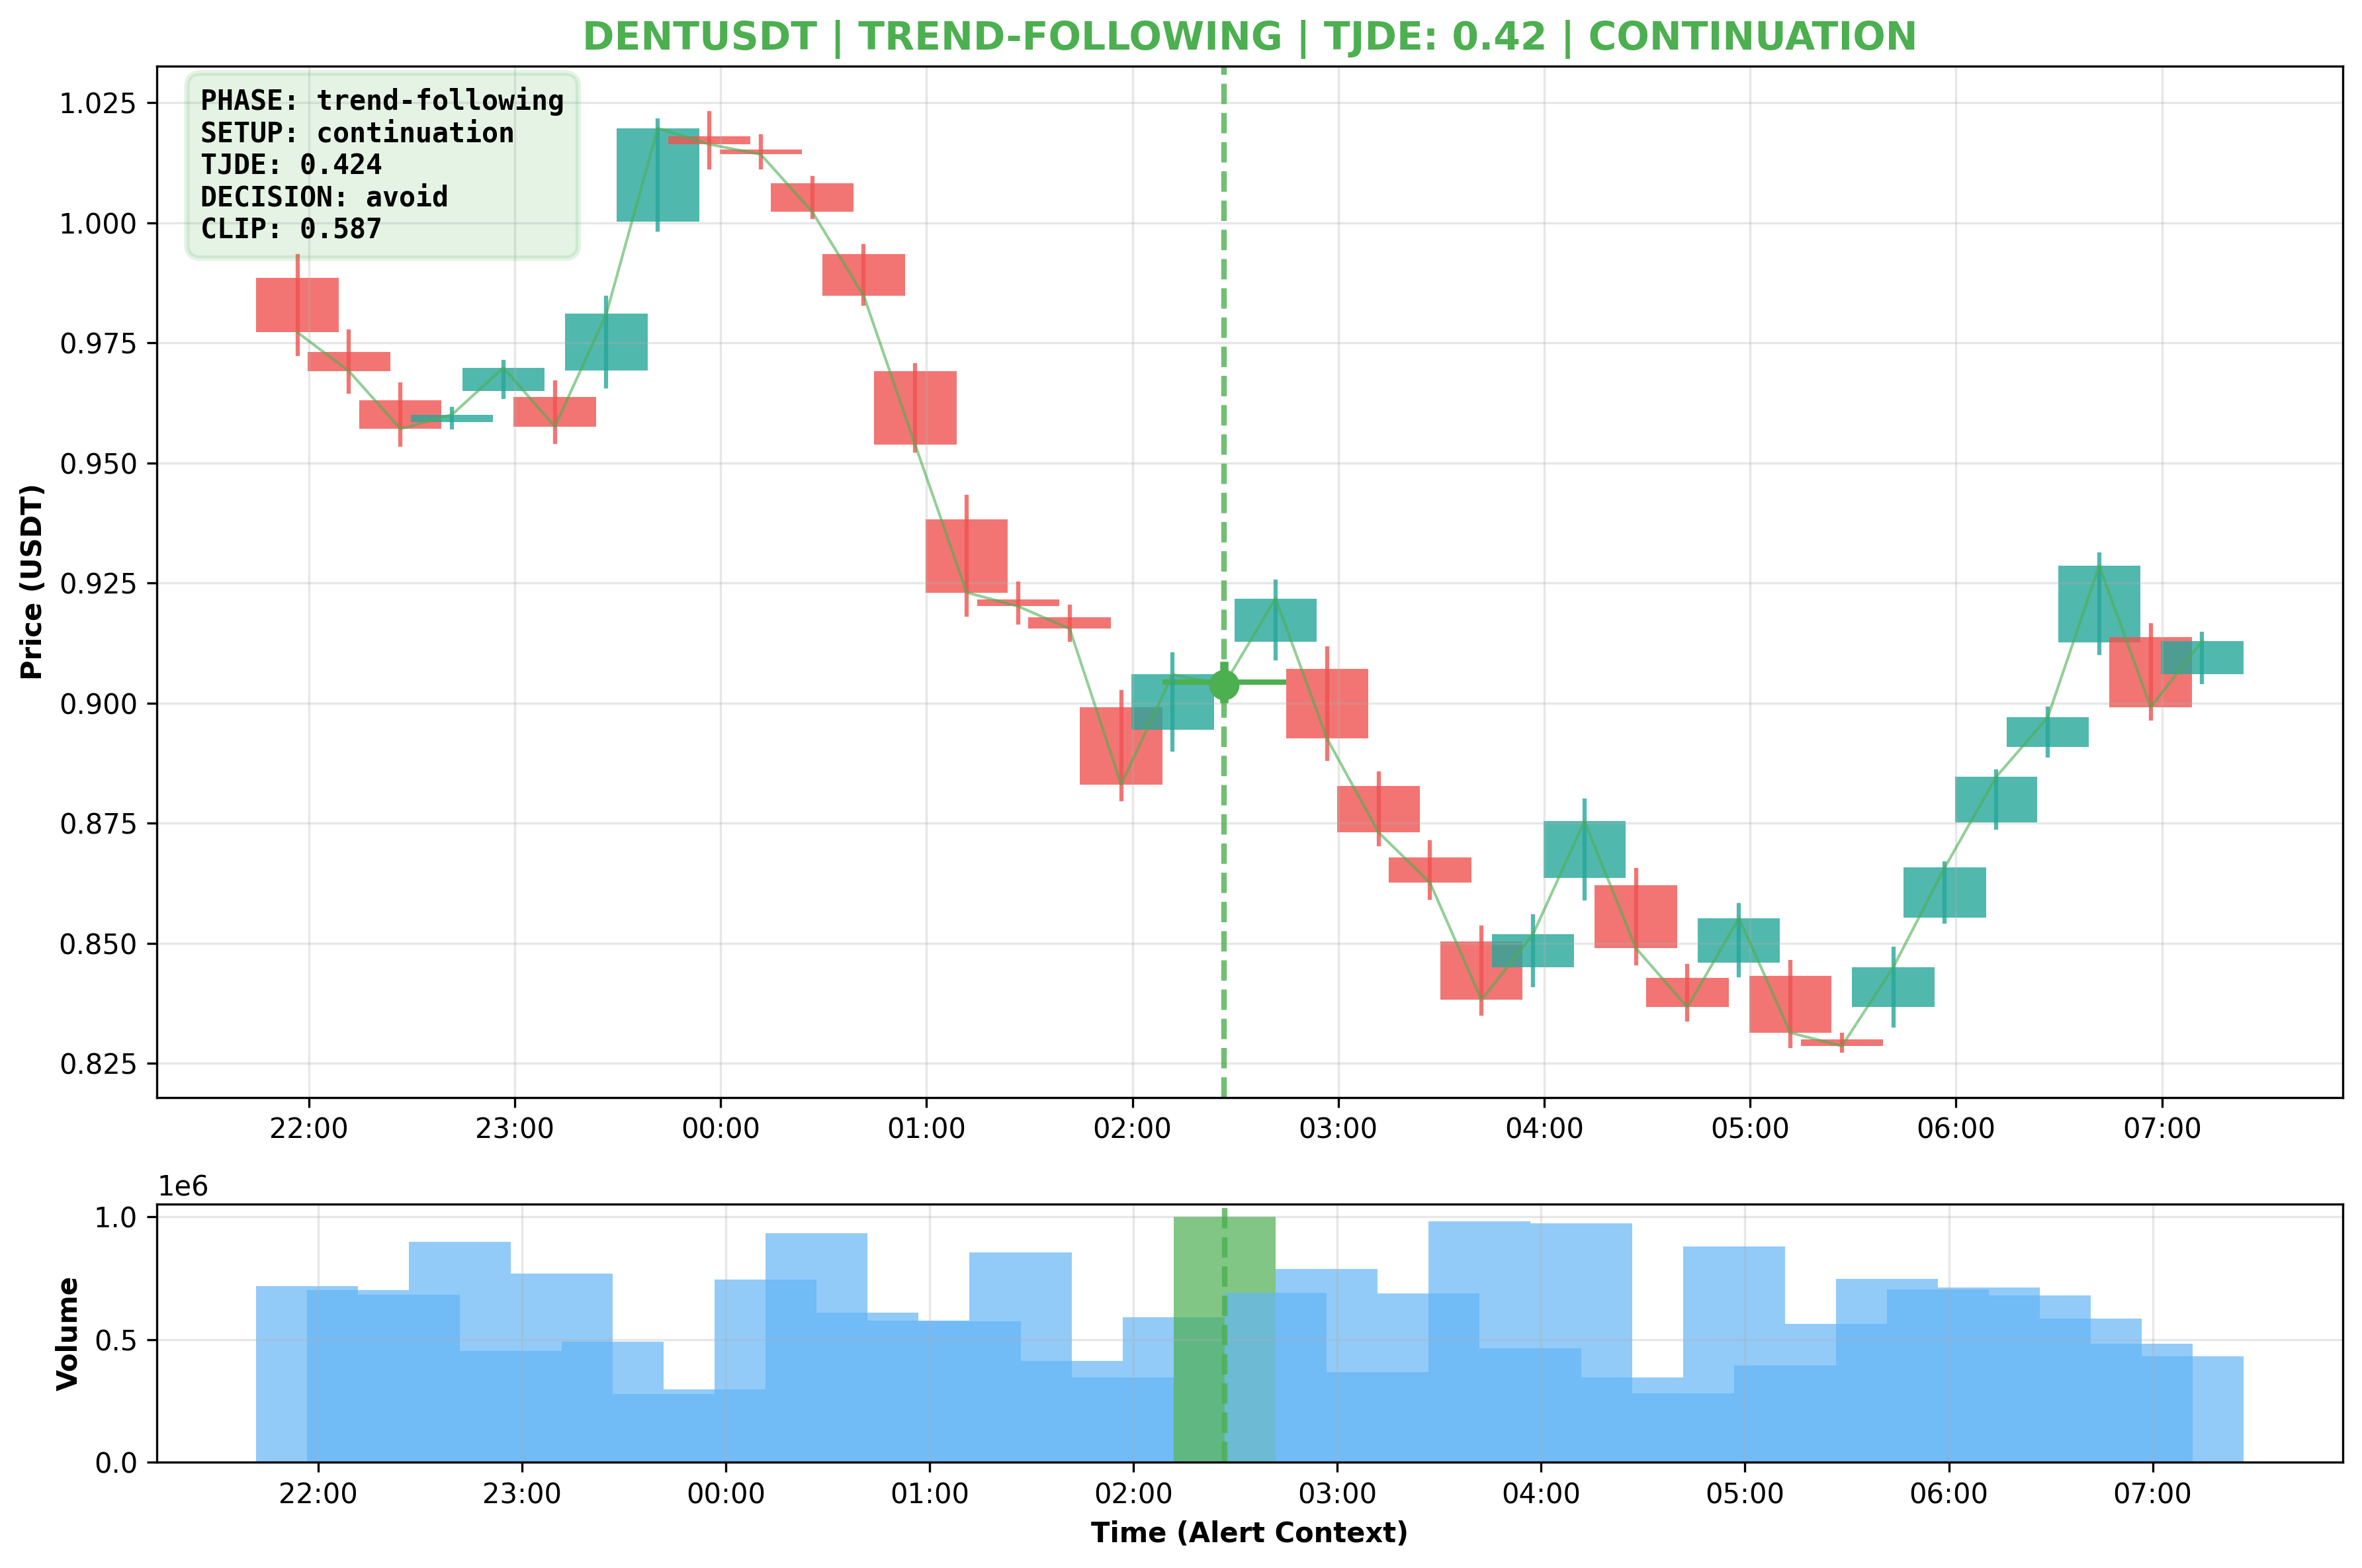 DENTUSDT | TREND-FOLLOWING | TJDE: 0.42 | CONTINUATION
PHASE: trend-following
SETUP: continuation
TJDE: 0.424
DECISION: avoid
CLIP: 0.587
Price (USDT)
1.025
1.000
0.975
0.950
0.925
0.900
0.875
0.850
0.825
22:00 23:00 00:00 01:00 02:00 03:00 04:00 05:00 06:00 07:00
1e6
Volume
1.0
0.5
0.0
22:00 23:00 00:00 01:00 02:00 03:00 04:00 05:00 06:00 07:00
Time (Alert Context)